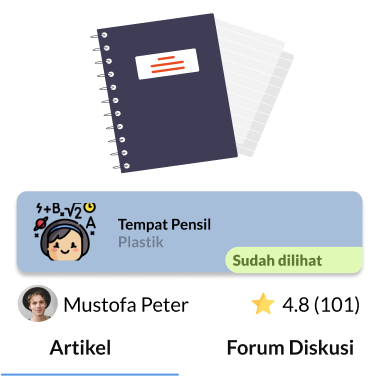 Tempat Pensil
Plastik
Sudah dilihat
Mustofa Peter
4.8 (101)
Artikel
Forum Diskusi